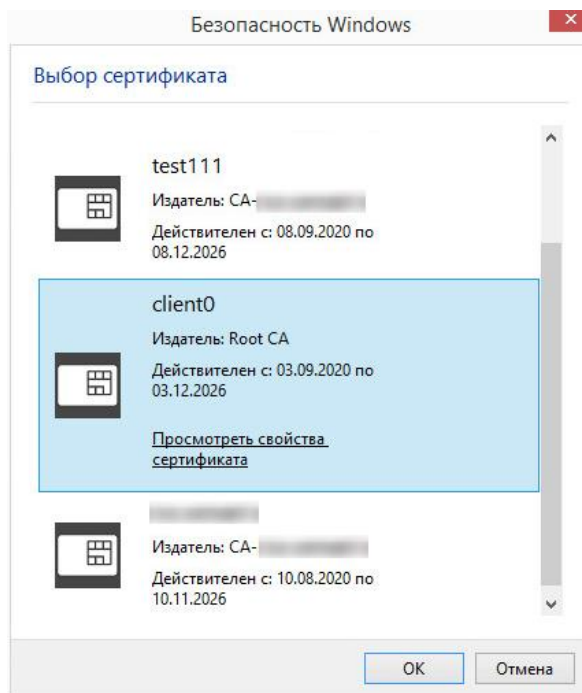 Безопасность Windows
Выбор сертификата
test111
Издатель: CA-
Действителен с: 08.09.2020 по
08.12.2026
client0
Издатель: Root CA
Действителен с: 03.09.2020 по
03.12.2026
Просмотреть свойства
сертификата
Издатель: CA-
Действителен с: 10.08.2020 по
10.11.2026
OK
Отмена